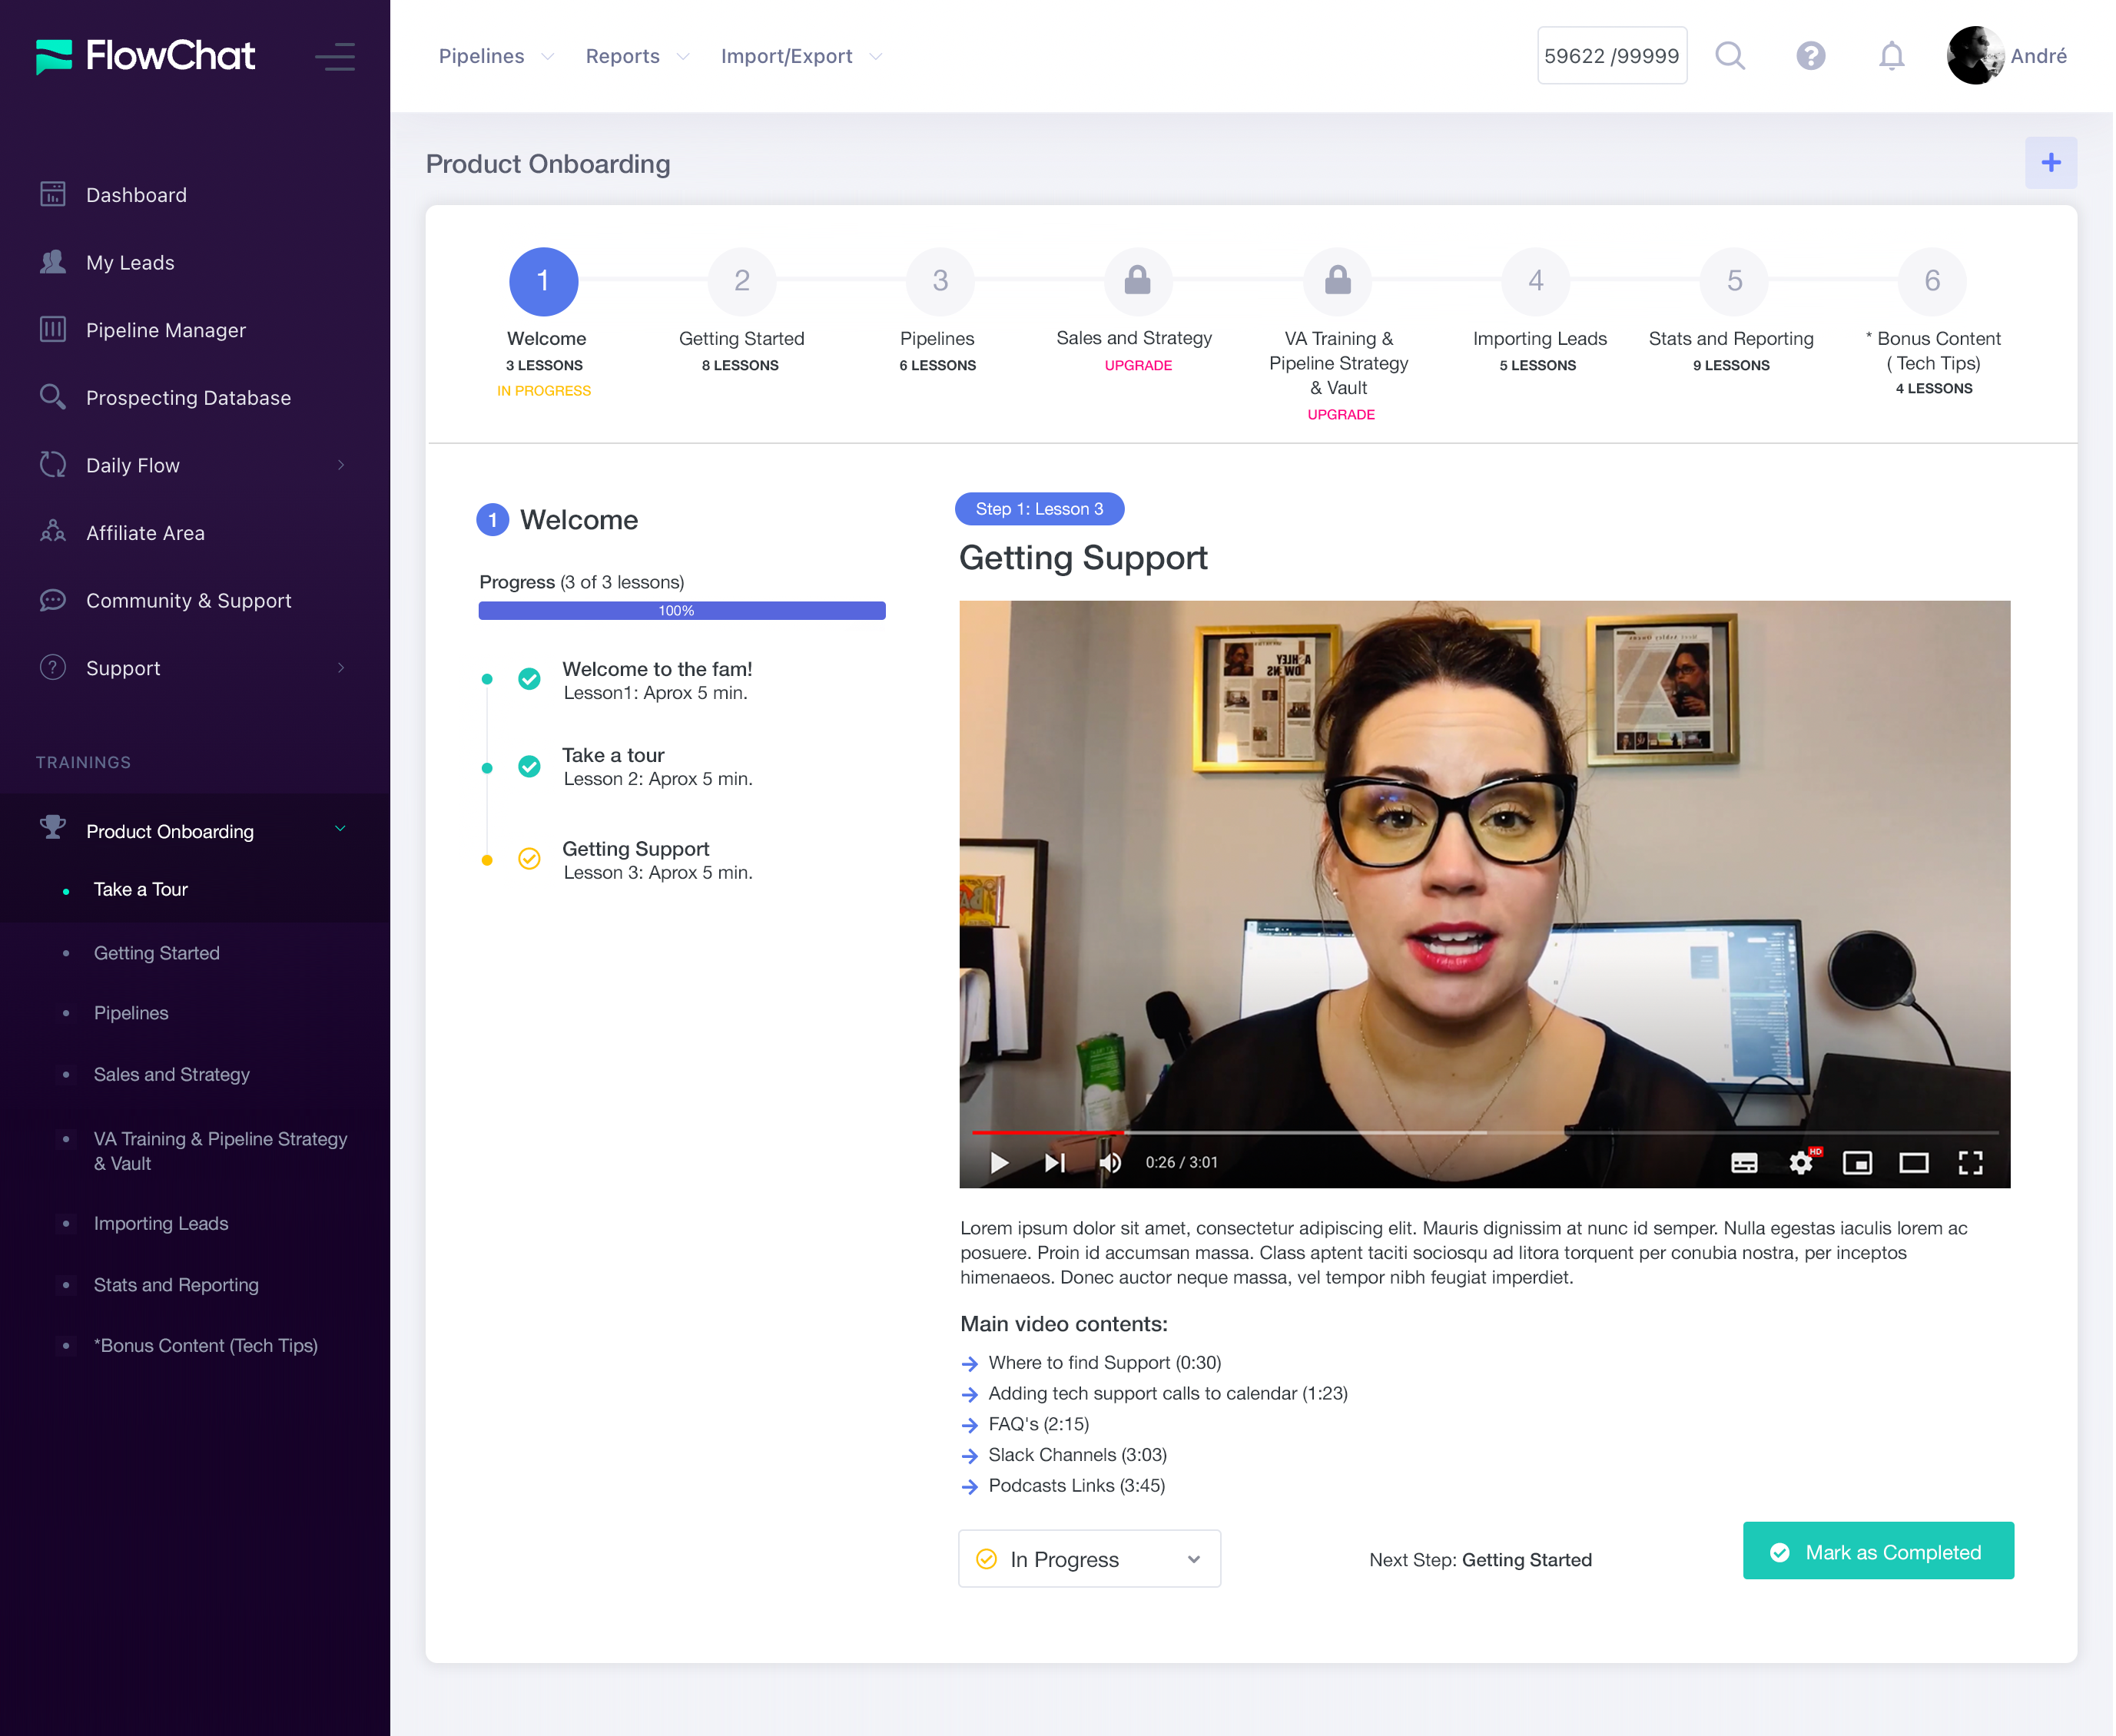 FlowChat
Pipelines
Reports
Import/Export
59622 /99999
André
Dashboard
My Leads
Pipeline Manager
Prospecting Database
Daily Flow
Affiliate Area
Community & Support
Support
TRAININGS
Product Onboarding
Take a Tour
Getting Started
Pipelines
Sales and Strategy
VA Training & Pipeline Strategy
& Vault
Importing Leads
Stats and Reporting
*Bonus Content (Tech Tips)
Product Onboarding
1
Welcome
3 LESSONS
IN PROGRESS
2
Getting Started
8 LESSONS
3
Pipelines
6 LESSONS
Sales and Strategy
UPGRADE
VA Training &
Pipeline Strategy
& Vault
UPGRADE
4
Importing Leads
5 LESSONS
5
Stats and Reporting
9 LESSONS
6
* Bonus Content
( Tech Tips)
4 LESSONS
1 Welcome
Progress (3 of 3 lessons)
100%
Welcome to the fam!
Lesson1: Aprox 5 min.
Take a tour
Lesson 2: Aprox 5 min.
Getting Support
Lesson 3: Aprox 5 min.
Step 1: Lesson 3
Getting Support
0:26 / 3:01
HD
Lorem ipsum dolor sit amet, consectetur adipiscing elit. Mauris dignissim at nunc id semper. Nulla egestas iaculis lorem ac
posuere. Proin id accumsan massa. Class aptent taciti sociosqu ad litora torquent per conubia nostra, per inceptos
himenaeos. Donec auctor neque massa, vel tempor nibh feugiat imperdiet.
Main video contents:
Where to find Support (0:30)
Adding tech support calls to calendar (1:23)
FAQ's (2:15)
Slack Channels (3:03)
Podcasts Links (3:45)
In Progress
Next Step: Getting Started
Mark as Completed